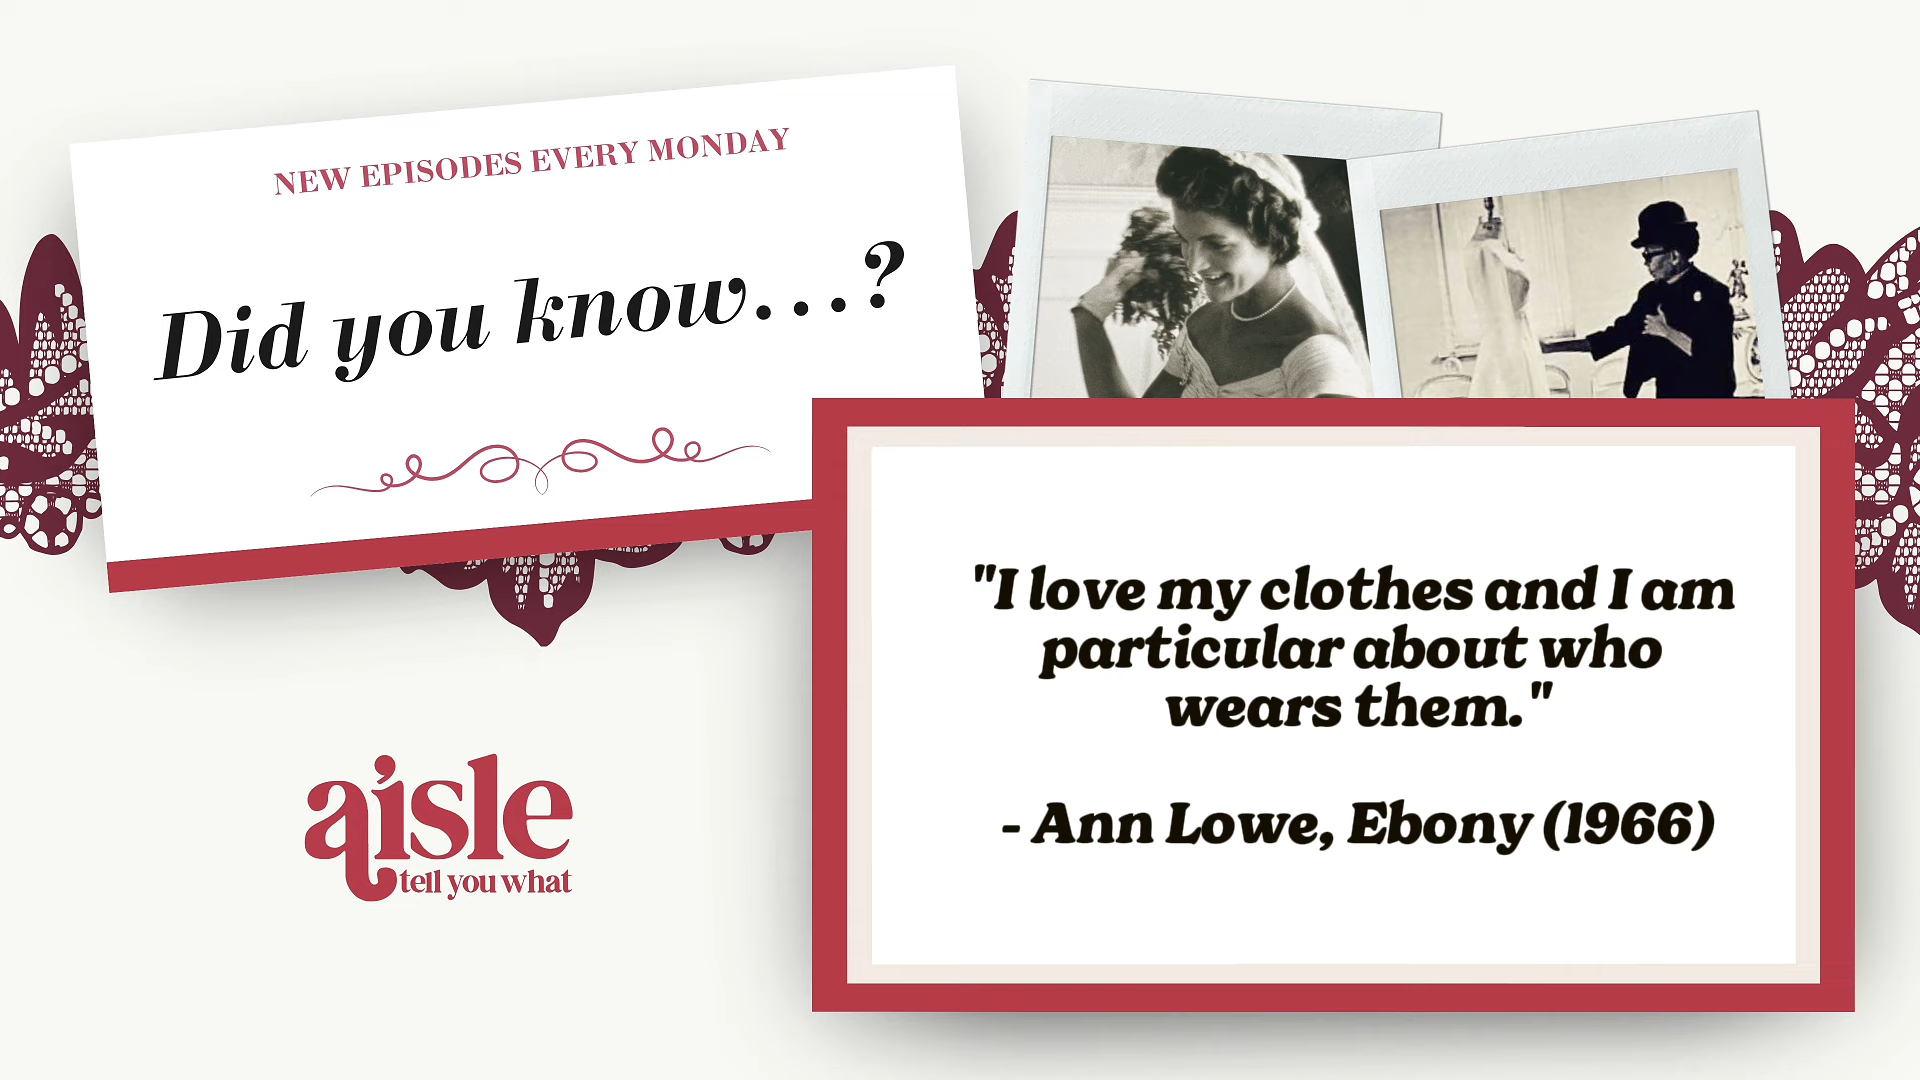 NEW EPISODES EVERY MONDAY
Did you know...?
"I love my clothes and I am
particular about who
wears them."
- Ann Lowe, Ebony (1966)
aisle
tell you what